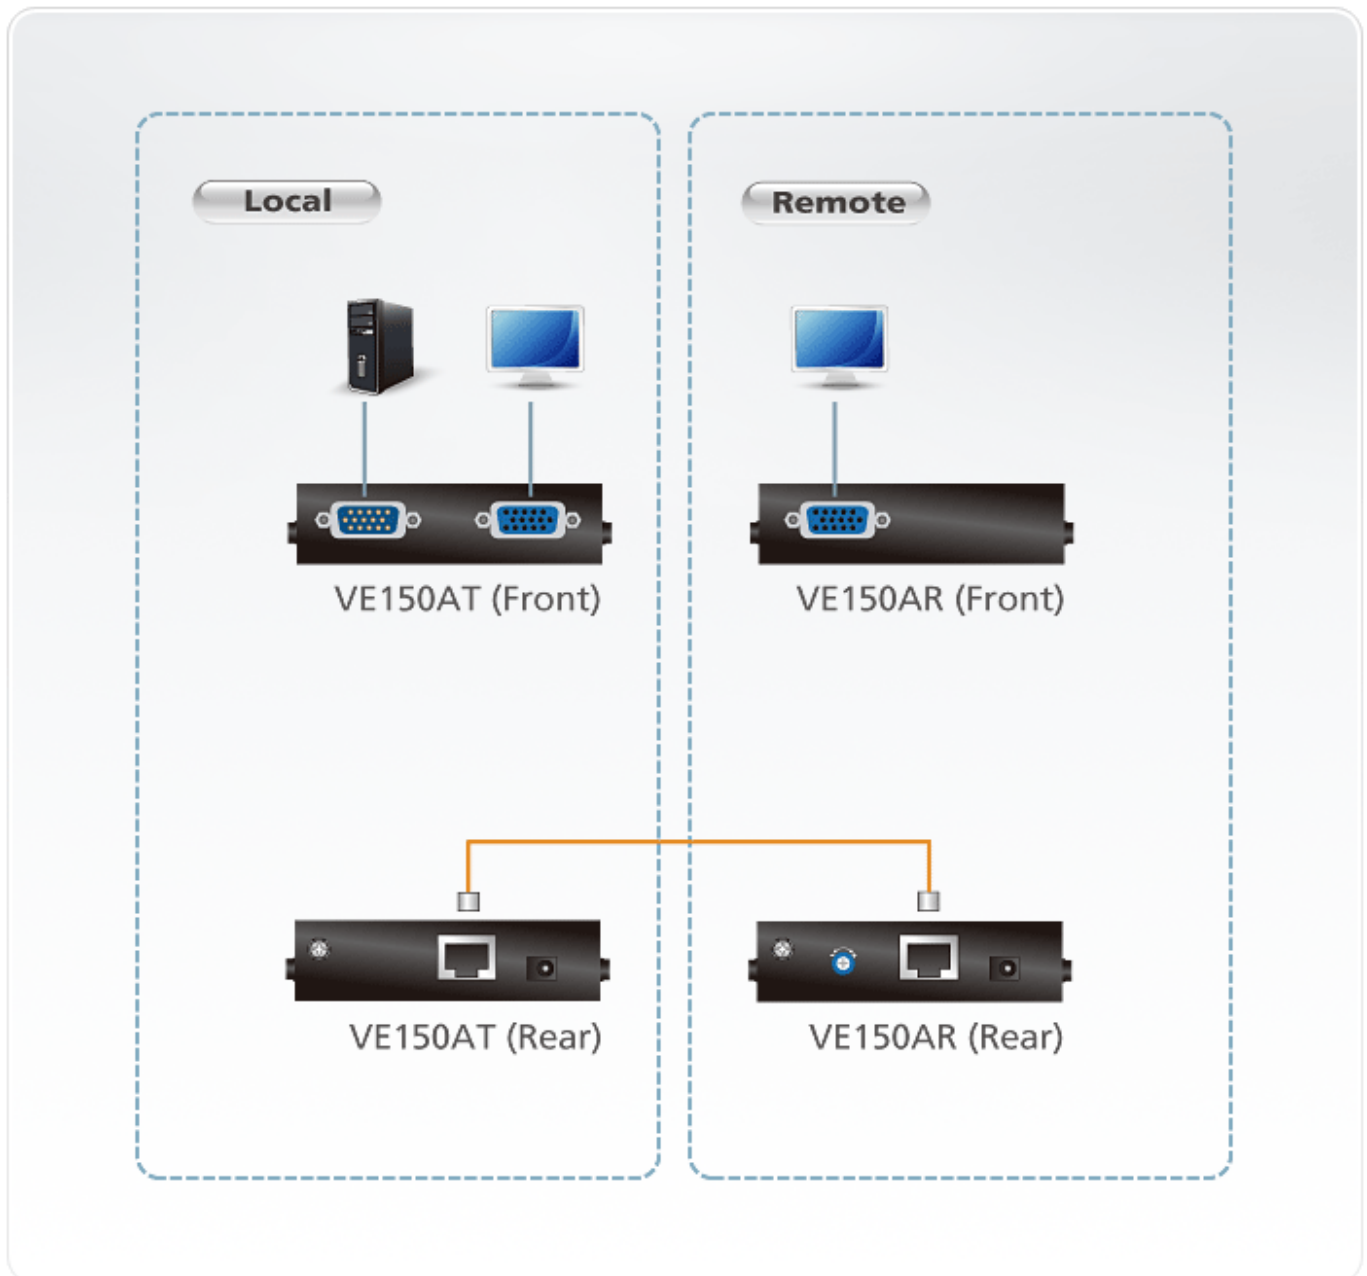 Local
Remote
VE150AT (Front)
VE150AR (Front)
VE150AT (Rear)
VE150AR (Rear)